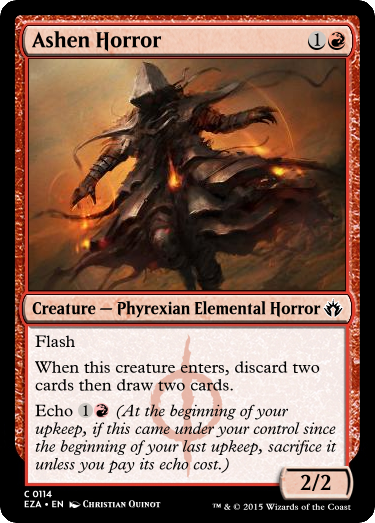 Ashen Horror 1
Creature — Phyrexian Elemental Horror
Flash
When this creature enters, discard two
cards then draw two cards.
Echo 1 (At the beginning of your
upkeep, if this came under your control since
the beginning of your last upkeep, sacrifice it
unless you pay its echo cost.)
2/2
C 0114
EZA • EN Christian Quinot
™ & © 2015 Wizards of the Coast